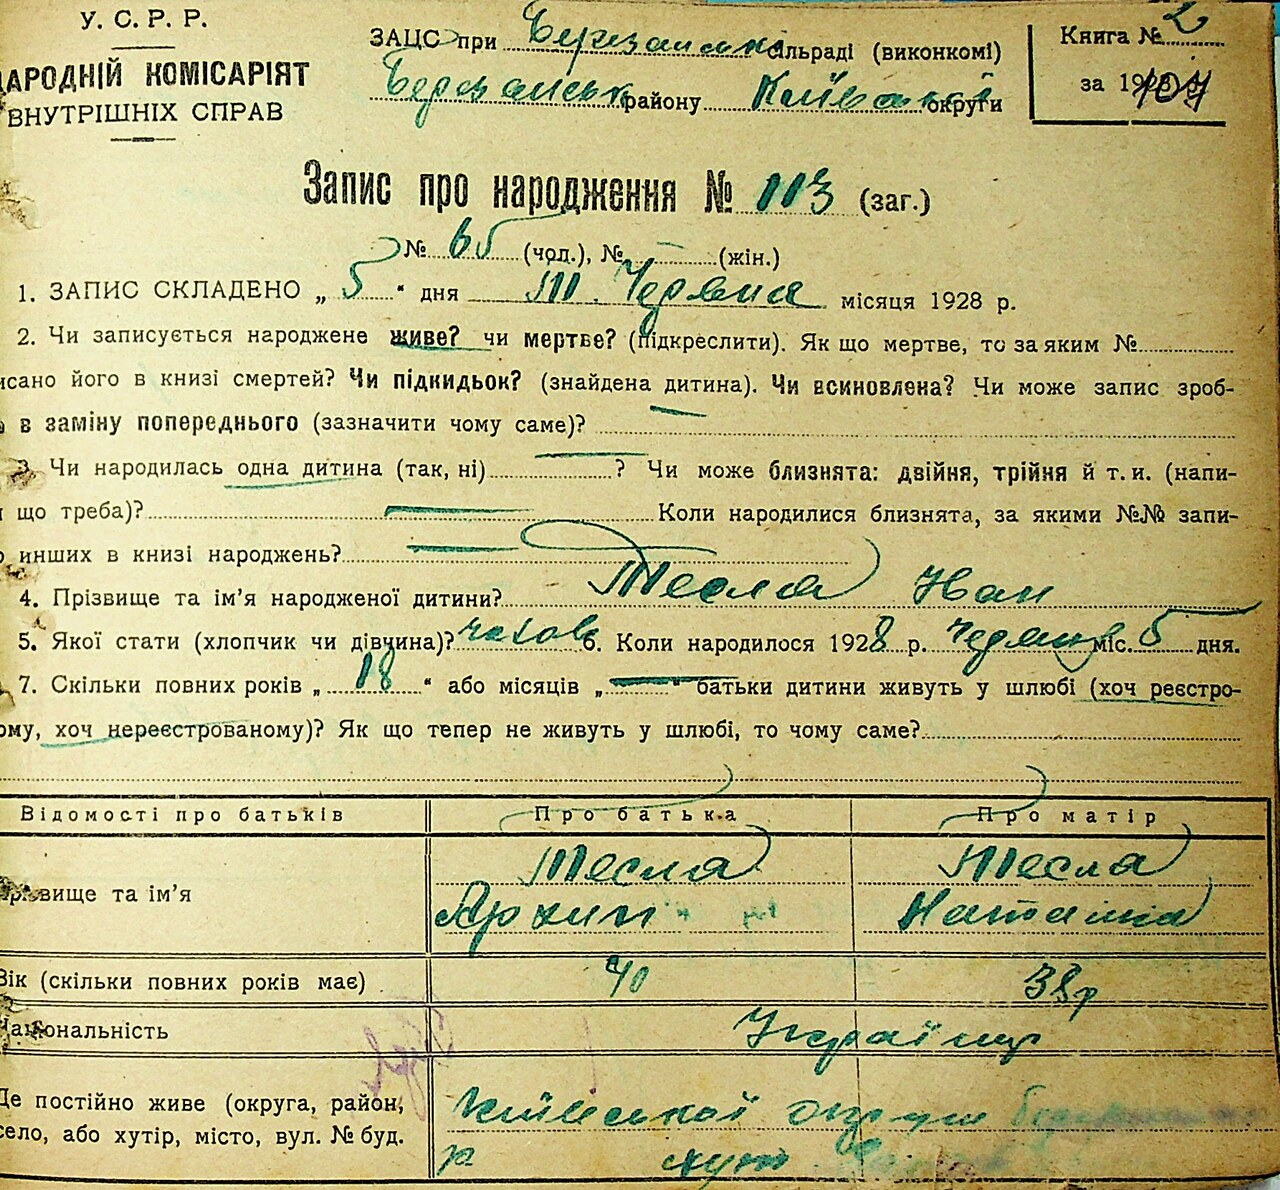 У. С. Р. Р.
НАРОДНІЙ КОМІСАРІЯТ
ВНУТРІШНІХ СПРАВ
ЗАЦС при Березанські сільраді (виконкомі)
Березанськ району Київської округи
Книга № 2
за 192
Запис про народження № 113 (заг.)
№ 65 (чол.), № — (жін.)
1. ЗАПИС СКЛАДЕНО „ 5 “ дня Червня місяця 1928 р.
2. Чи записується народжене живе? чи мертве? (підкреслити). Як що мертве, то за яким №
исано його в книзі смертей? Чи підкидьок? (знайдена дитина). Чи всиновлена? Чи може запис зроб-
в заміну попереднього (зазначити чому саме)? —
3. Чи народилась одна дитина (так, ні) — ? Чи може близнята: двійня, трійня й т. и. (напи-
що треба)? — Коли народилися близнята, за якими №№ запи-
инших в книзі народжень? —
4. Прізвище та ім’я народженої дитини? Тесля Іван
5. Якої статі (хлопчик чи дівчина)? чолов 6. Коли народилося 1928 р. Червня міс. 5 дня.
7. Скільки повних років „ 18 “ або місяців „ — “ батьки дитини живуть у шлюбі (хоч реєстро-
ому, хоч нереєстрованому)? Як що тепер не живуть у шлюбі, то чому саме?
Відомості про батьків Про батька Про матір
Прізвище та ім’я Тесля Тесля
Архип Наталія
Вік (скільки повних років має) 40 38р
Національність Україңці
Де постійно живе (округа, район, Київської округи
село, або хутір, місто, вул. № буд. р хут